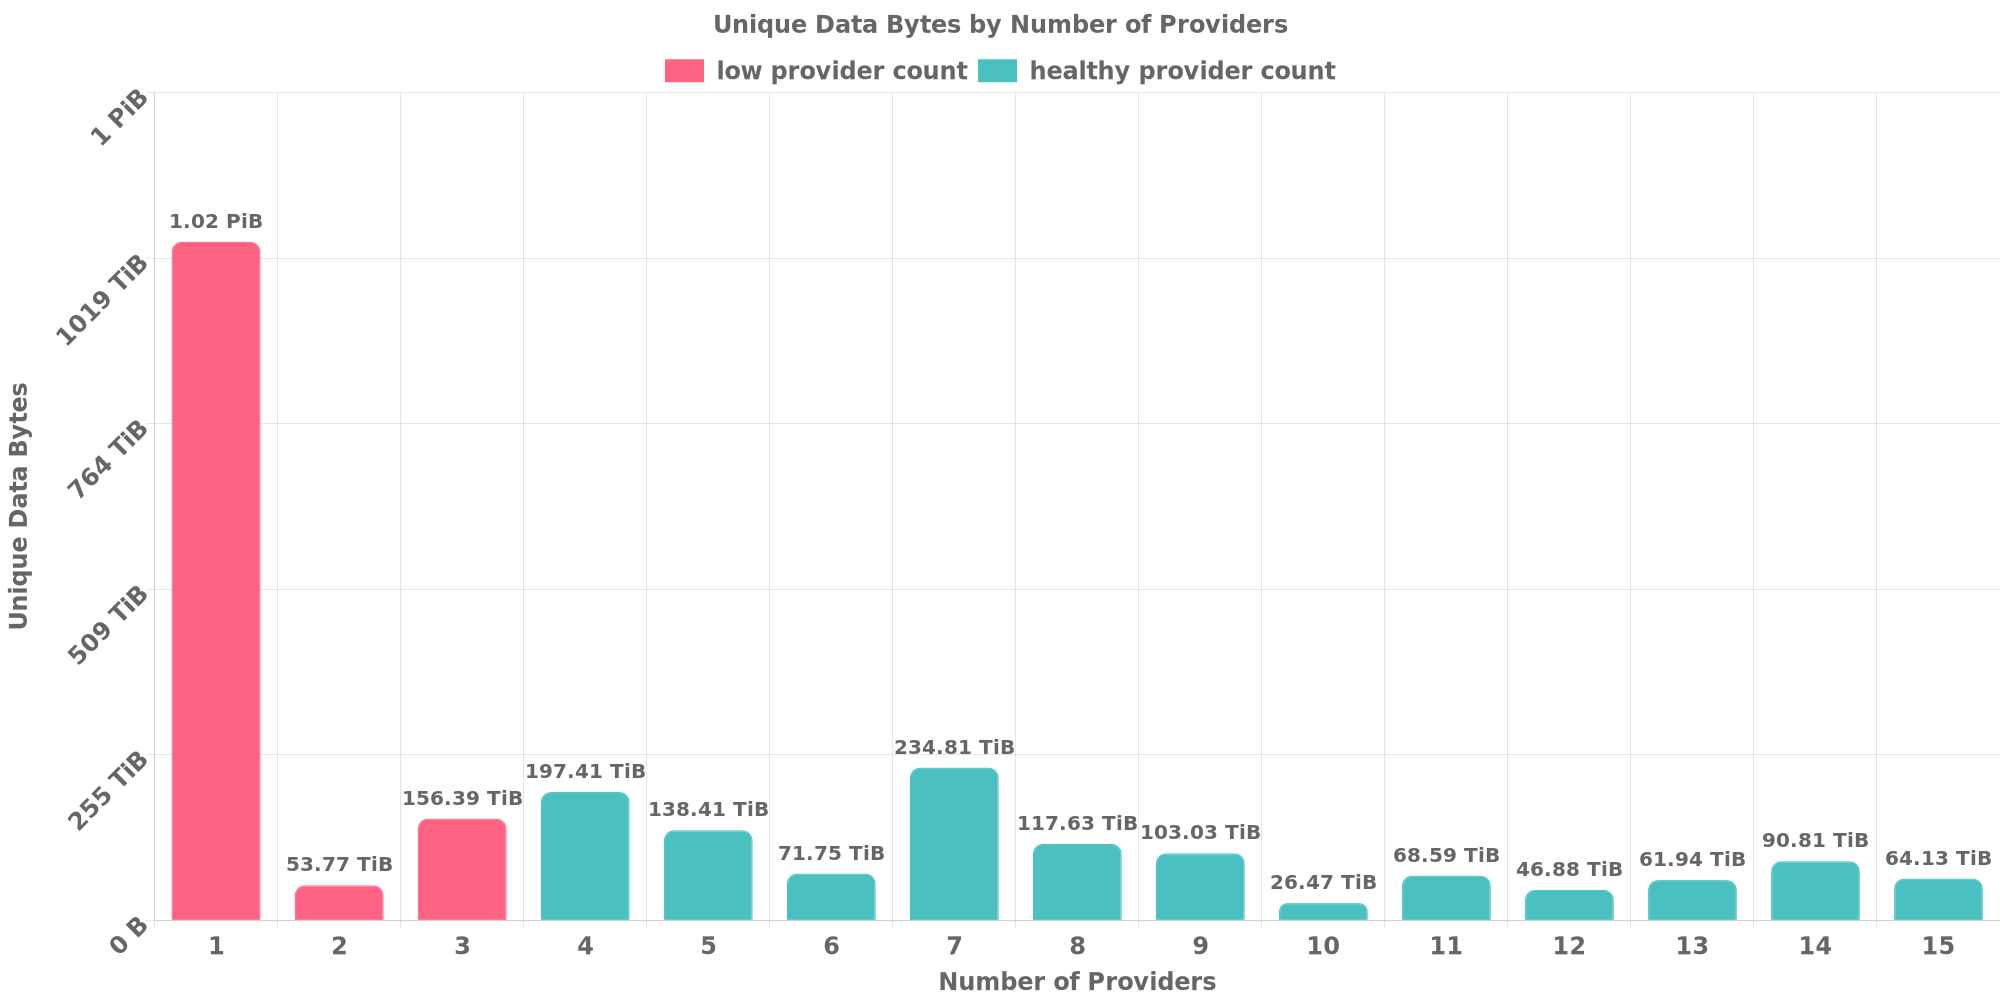 Unique Data Bytes by Number of Providers
low provider count healthy provider count
1 PiB
1019 TiB
764 TiB
509 TiB
255 TiB
0 B
Unique Data Bytes
1.02 PiB
53.77 TiB
156.39 TiB
197.41 TiB
138.41 TiB
71.75 TiB
234.81 TiB
117.63 TiB
103.03 TiB
26.47 TiB
68.59 TiB
46.88 TiB
61.94 TiB
90.81 TiB
64.13 TiB
1 2 3 4 5 6 7 8 9 10 11 12 13 14 15
Number of Providers